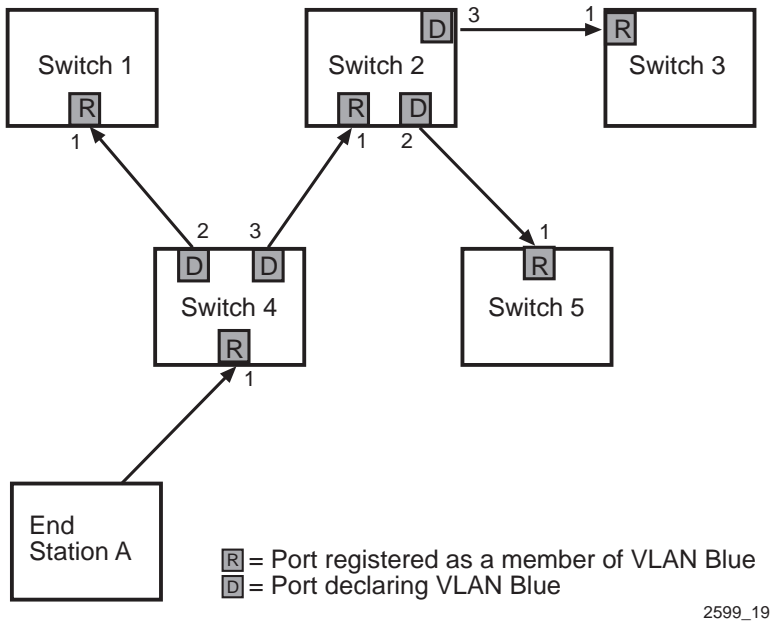 D
3
1
R
Switch 1
Switch 2
Switch 3
R
R
D
1
1
2
2
3
1
D
D
R
Switch 4
Switch 5
R
1
End
Station A
R = Port registered as a member of VLAN Blue
D = Port declaring VLAN Blue
2599_19